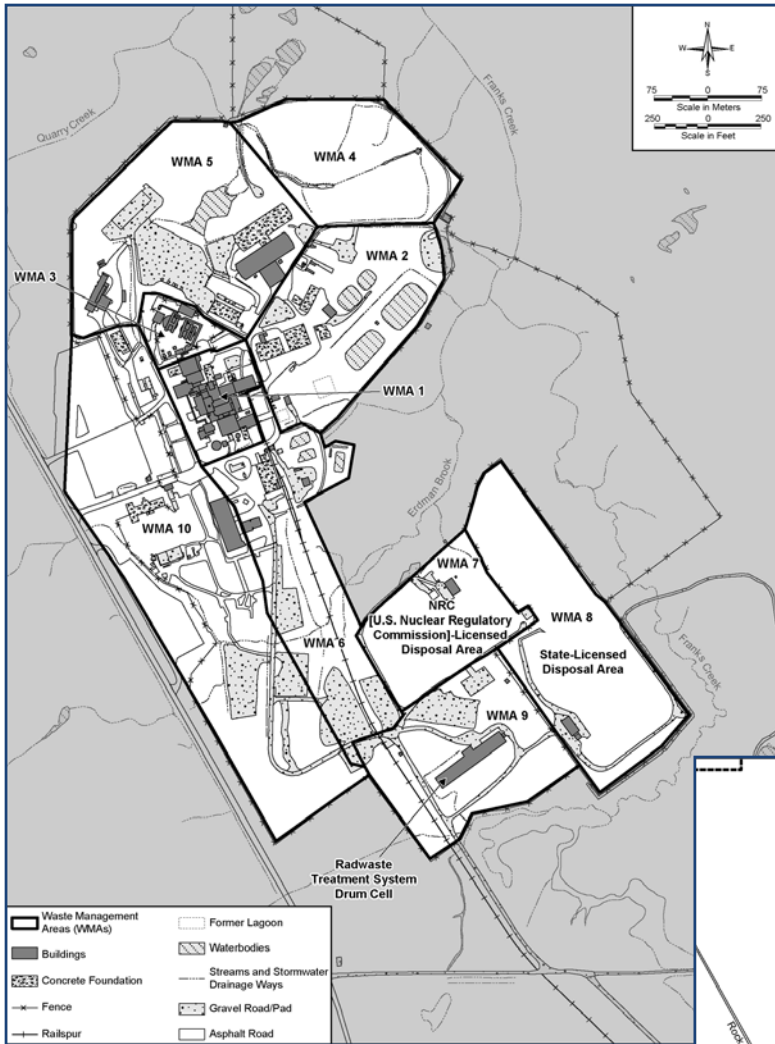 N
W E
S
75 0 75
Scale in Meters
250 0 250
Scale in Feet
Quarry Creek
Franks Creek
WMA 5
WMA 4
WMA 3
WMA 2
WMA 1
Erdman Brook
WMA 10
WMA 7
NRC
[U.S. Nuclear Regulatory
Commission]-Licensed
Disposal Area
WMA 8
State-Licensed
Disposal Area
WMA 6
Franks Creek
WMA 9
Radwaste
Treatment System
Drum Cell
Waste Management
Areas (WMAs)
Buildings
Concrete Foundation
Fence
Railspur
Former Lagoon
Waterbodies
Streams and Stormwater
Drainage Ways
Gravel Road/Pad
Asphalt Road
Rock